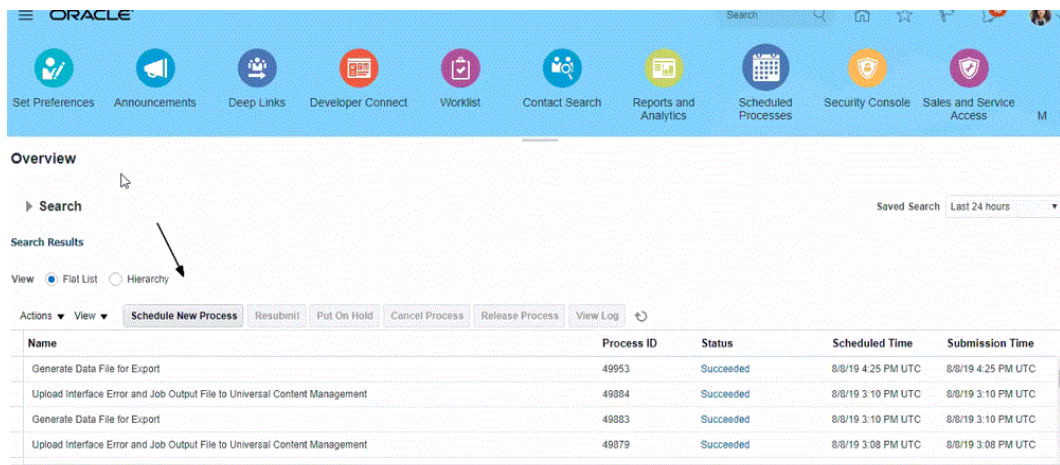 ORACLE
Search
Set Preferences
Announcements
Deep Links
Developer Connect
Worklist
Contact Search
Reports and Analytics
Scheduled Processes
Security Console
Sales and Service Access
M
Overview
Search
Saved Search Last 24 hours
Search Results
View Flat List Hierarchy
Actions View Schedule New Process Resubmit Put On Hold Cancel Process Release Process View Log
Name Process ID Status Scheduled Time Submission Time
Generate Data File for Export 49953 Succeeded 8/8/19 4:25 PM UTC 8/8/19 4:25 PM UTC
Upload Interface Error and Job Output File to Universal Content Management 49884 Succeeded 8/8/19 3:10 PM UTC 8/8/19 3:10 PM UTC
Generate Data File for Export 49883 Succeeded 8/8/19 3:10 PM UTC 8/8/19 3:10 PM UTC
Upload Interface Error and Job Output File to Universal Content Management 49879 Succeeded 8/8/19 3:08 PM UTC 8/8/19 3:08 PM UTC